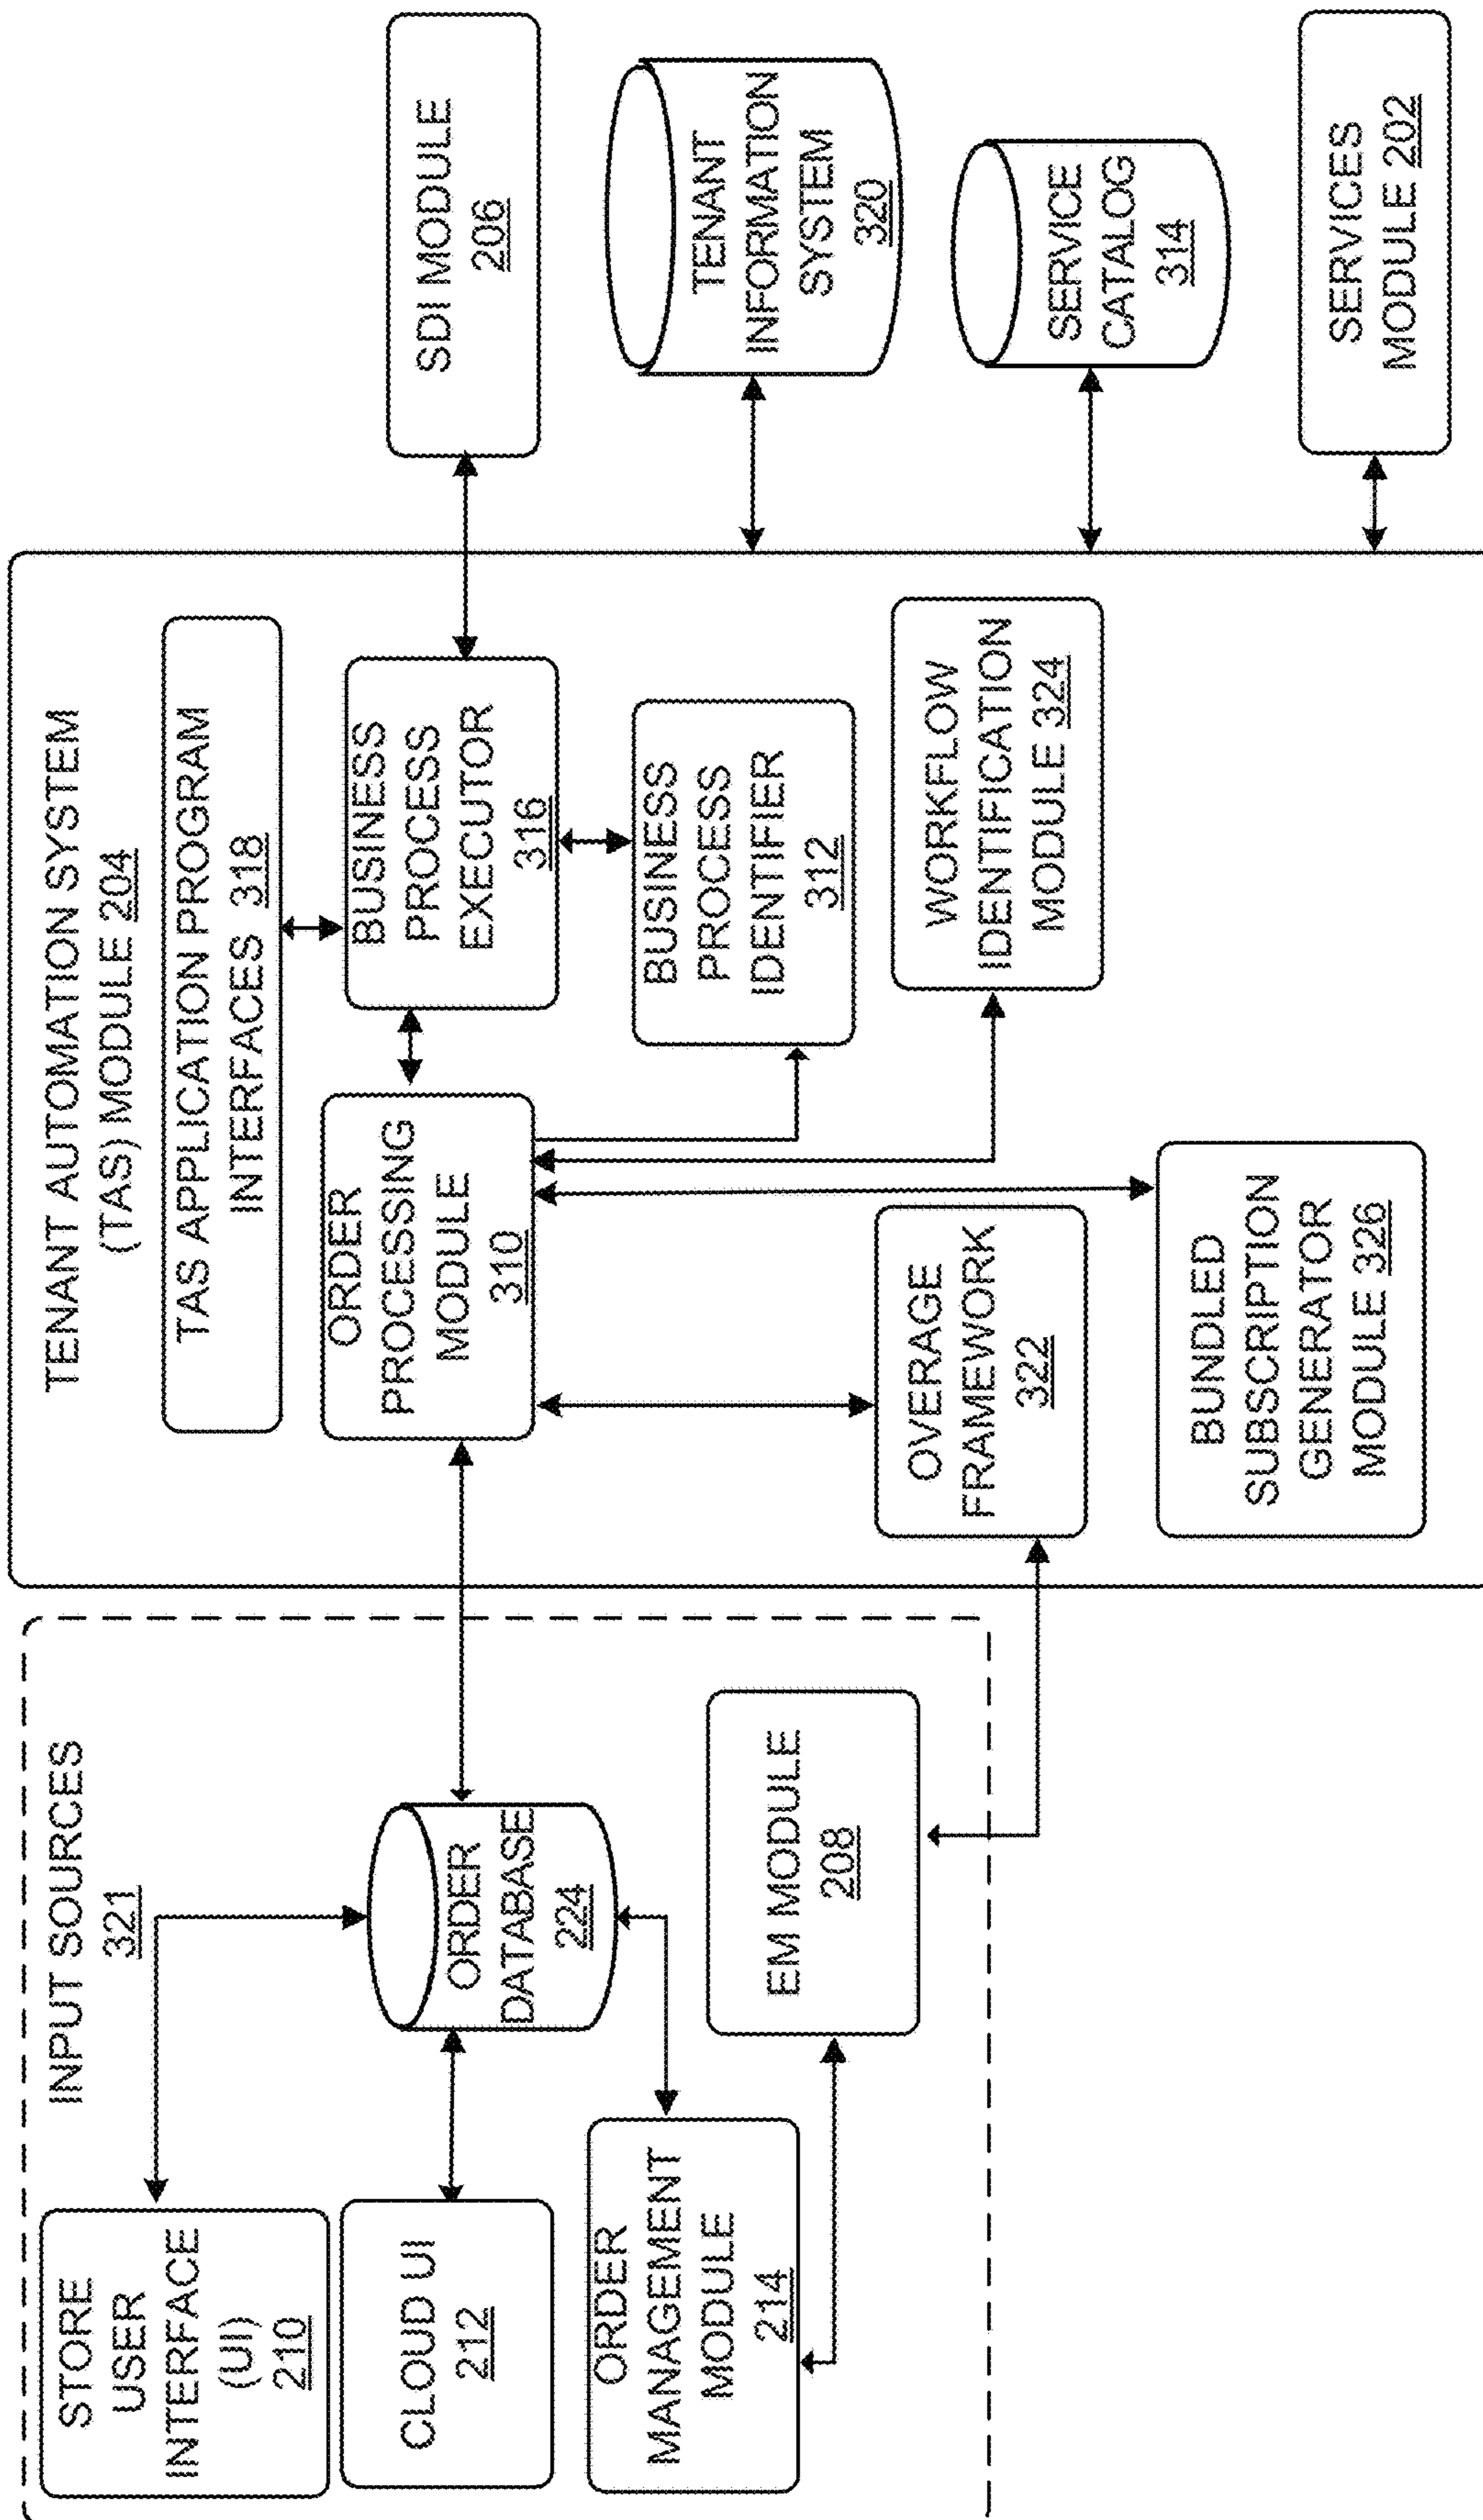 INPUT SOURCES
321
STORE
USER
INTERFACE
(UI)
210
CLOUD UI
212
ORDER
MANAGEMENT
MODULE
214
ORDER
DATABASE
224
EM MODULE
208
TENANT AUTOMATION SYSTEM
(TAS) MODULE 204
TAS APPLICATION PROGRAM
INTERFACES 318
ORDER
PROCESSING
MODULE
310
BUSINESS
PROCESS
EXECUTOR
316
BUSINESS
PROCESS
IDENTIFIER
312
WORKFLOW
IDENTIFICATION
MODULE 324
OVERAGE
FRAMEWORK
322
BUNDLED
SUBSCRIPTION
GENERATOR
MODULE 326
SDI MODULE
206
TENANT
INFORMATION
SYSTEM
320
SERVICE
CATALOG
314
SERVICES
MODULE 202